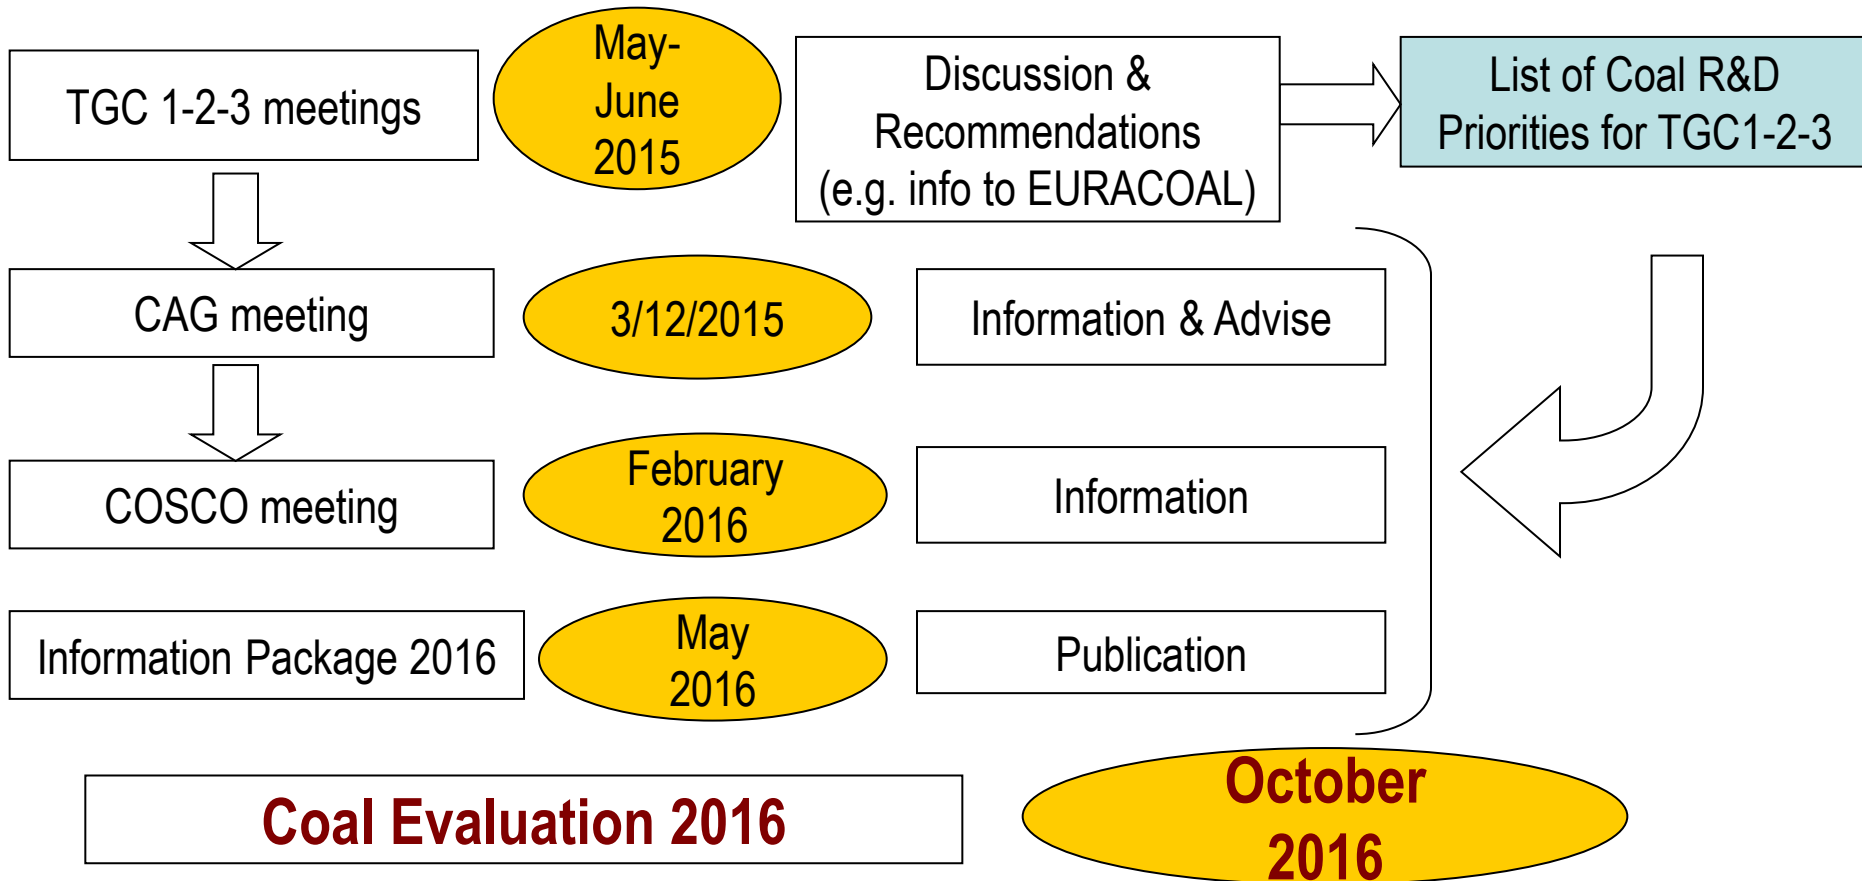 TGC 1-2-3 meetings
May-
June
2015
Discussion &
Recommendations
(e.g. info to EURACOAL)
List of Coal R&D
Priorities for TGC1-2-3
CAG meeting
3/12/2015
Information & Advise
COSCO meeting
February
2016
Information
Information Package 2016
May
2016
Publication
Coal Evaluation 2016
October
2016